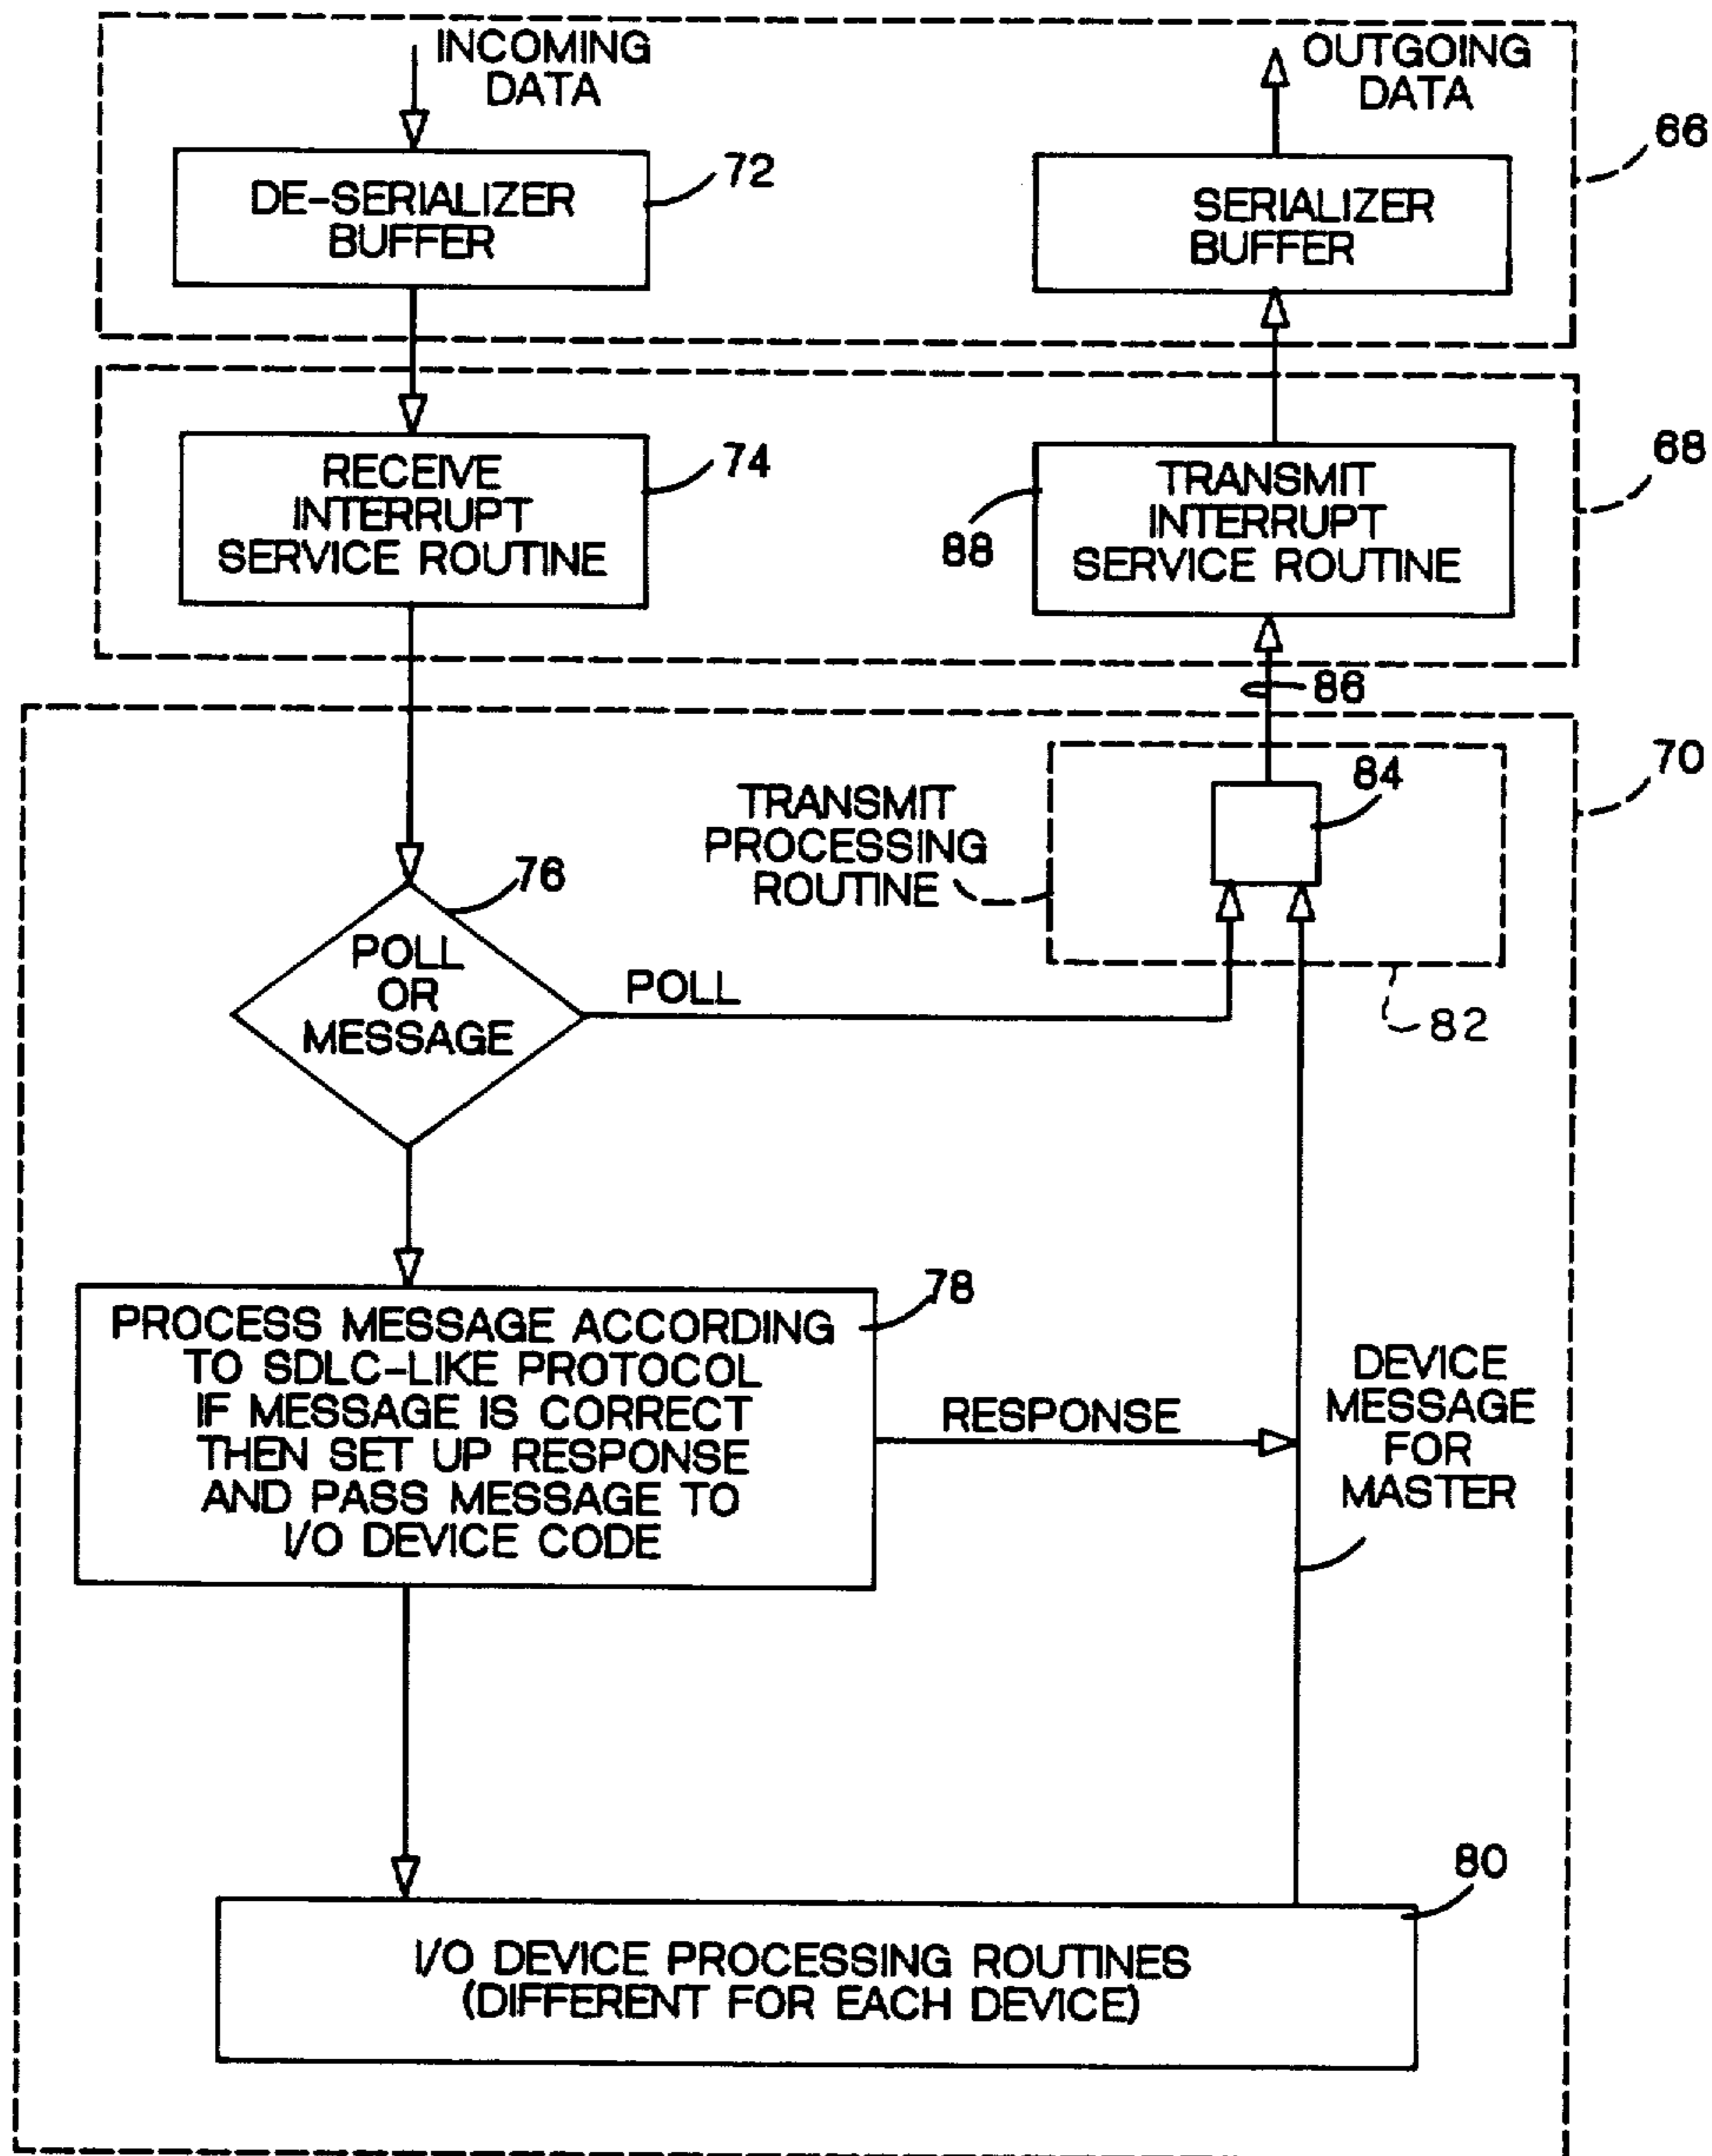 INCOMING
DATA
OUTGOING
DATA
66
DE-SERIALIZER
BUFFER
72
SERIALIZER
BUFFER
RECEIVE
INTERRUPT
SERVICE ROUTINE
74
88
TRANSMIT
INTERRUPT
SERVICE ROUTINE
68
86
70
TRANSMIT
PROCESSING
ROUTINE
84
82
76
POLL
OR
MESSAGE
POLL
78
PROCESS MESSAGE ACCORDING
TO SDLC-LIKE PROTOCOL
IF MESSAGE IS CORRECT
THEN SET UP RESPONSE
AND PASS MESSAGE TO
I/O DEVICE CODE
RESPONSE
DEVICE
MESSAGE
FOR
MASTER
80
I/O DEVICE PROCESSING ROUTINES
(DIFFERENT FOR EACH DEVICE)